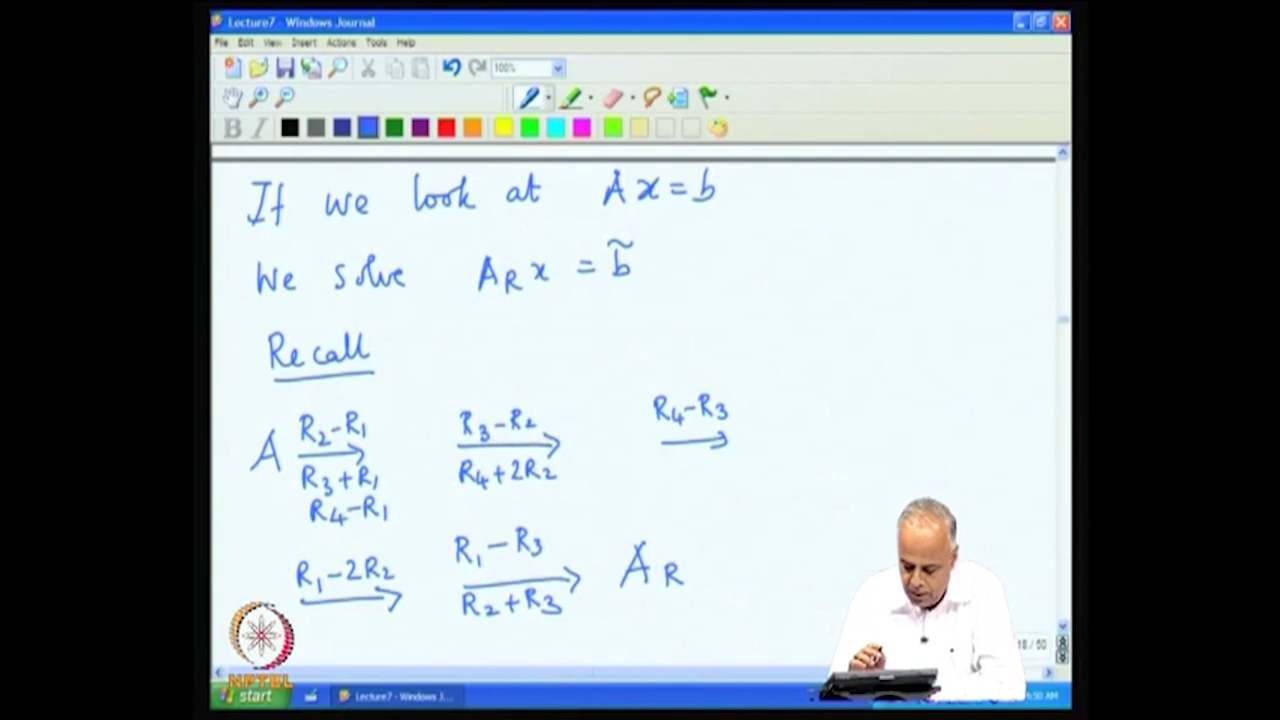 Lecture7 - Windows Journal
File Edit View Insert Actions Tools Help
100%
B I
If we look at Ax=b
We solve A_R x = b̃
Recall
A R₂-R₁ R₃-R₂ R₄-R₃
R₃+R₁ R₄+2R₂
R₄-R₁
R₁-2R₂ R₁-R₃ A_R
R₂+R₃
18/50
NPTEL
start Lecture7 - Windows J... :50 AM